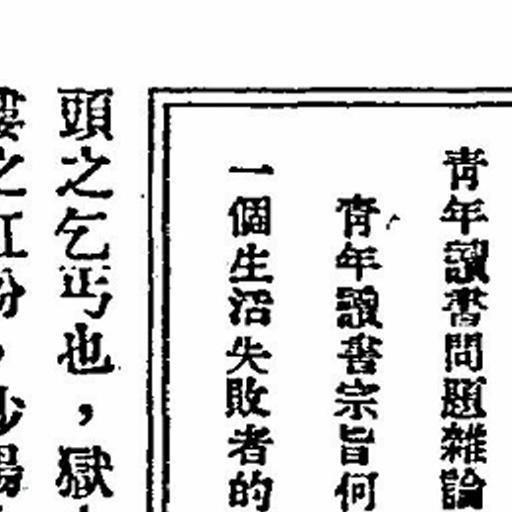 青年讀書問題雜論
青年讀書宗旨何
一個生活失敗者的
頭之乞丐也，獄
之紅粉，